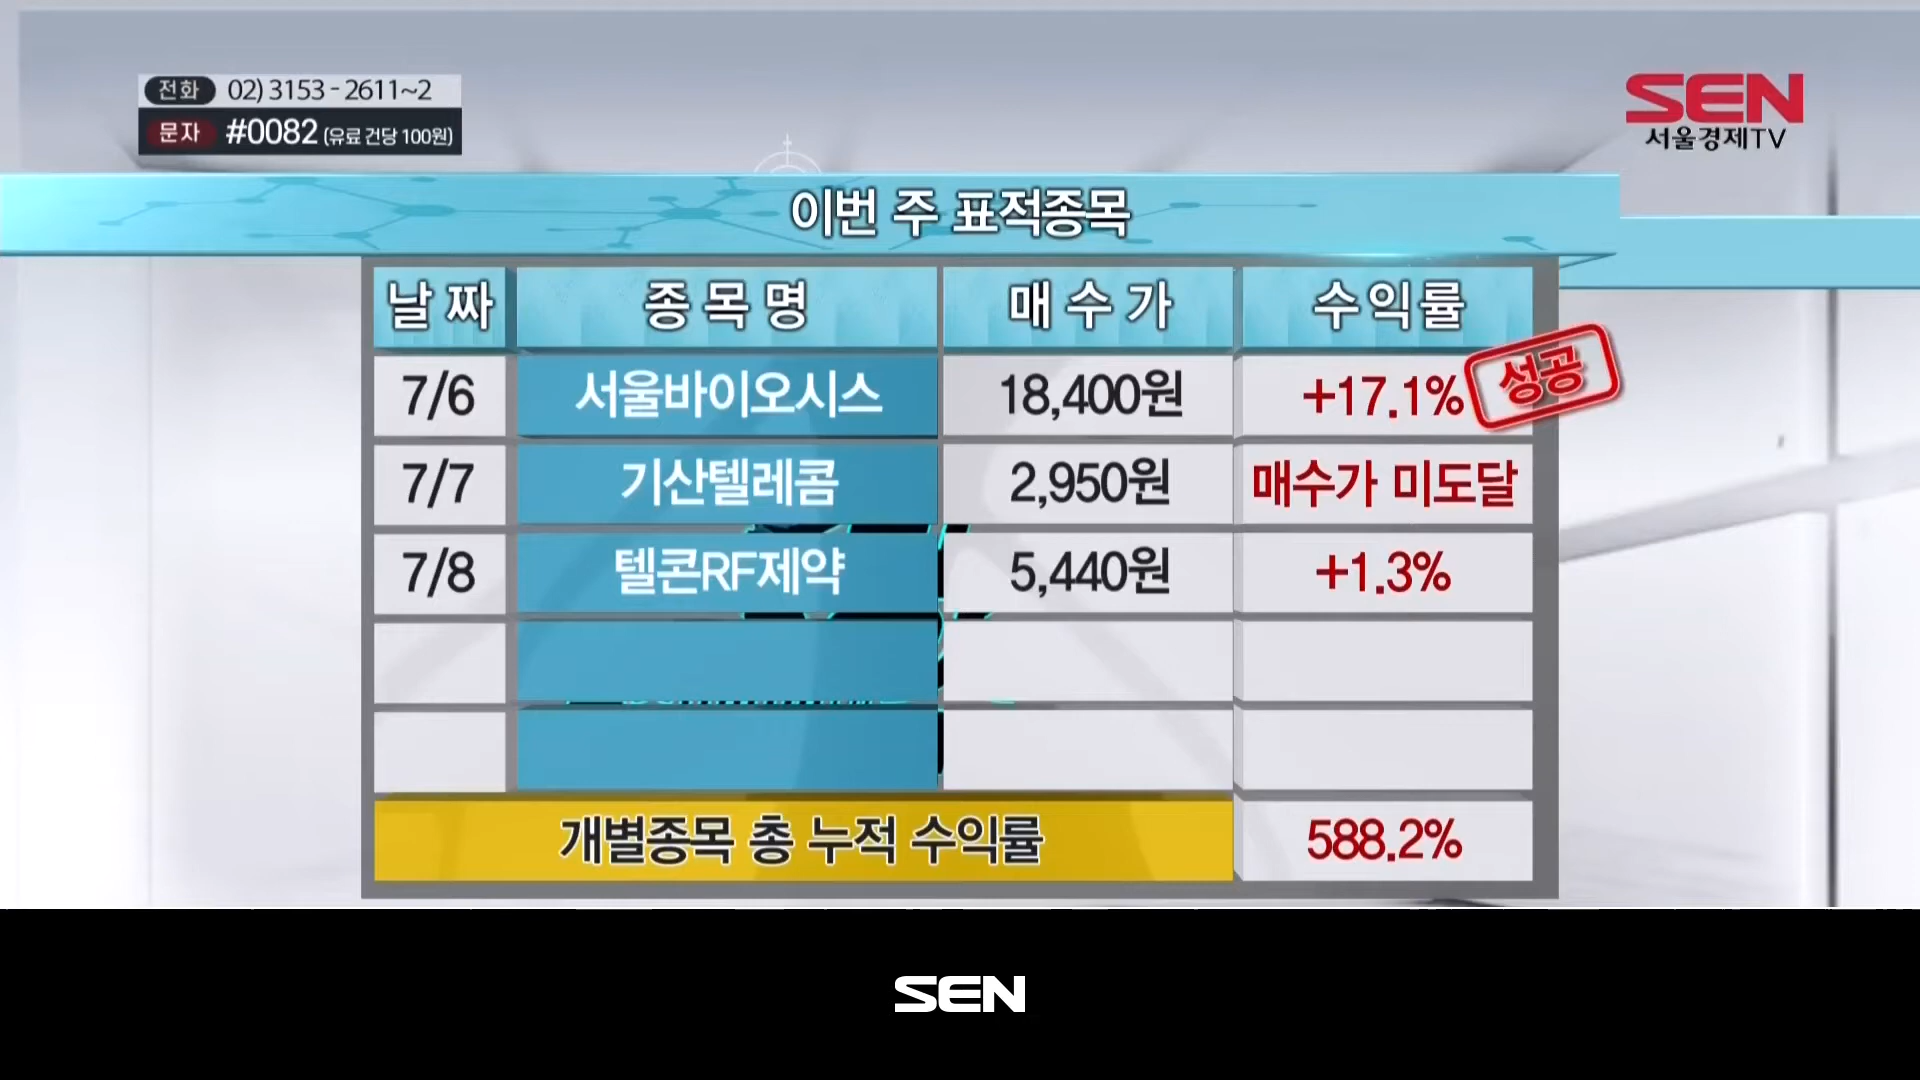 전화 02) 3153 - 2611~2
문자 #0082 (유료 건당 100원)
SEN
서울경제TV
이번 주 표적종목
날짜 종목명 매수가 수익률
7/6 서울바이오시스 18,400원 +17.1% 성공
7/7 기산텔레콤 2,950원 매수가 미도달
7/8 텔콘RF제약 5,440원 +1.3%
개별종목 총 누적 수익률 588.2%
SEN